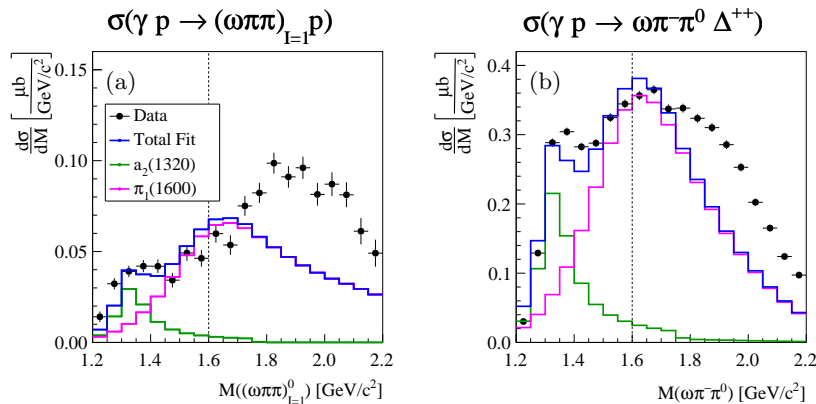 σ(γ p → (ωππ)_{I=1} p)
dσ/dM [μb / GeV/c²]
0.15
0.10
0.05
0.00
(a)
Data
Total Fit
a₂(1320)
π₁(1600)
1.2 1.4 1.6 1.8 2.0 2.2
M((ωππ)⁰_{I=1}) [GeV/c²]
σ(γ p → ωπ⁻π⁰ Δ⁺⁺)
dσ/dM [μb / GeV/c²]
0.4
0.3
0.2
0.1
0.0
(b)
1.2 1.4 1.6 1.8 2.0 2.2
M(ωπ⁻π⁰) [GeV/c²]